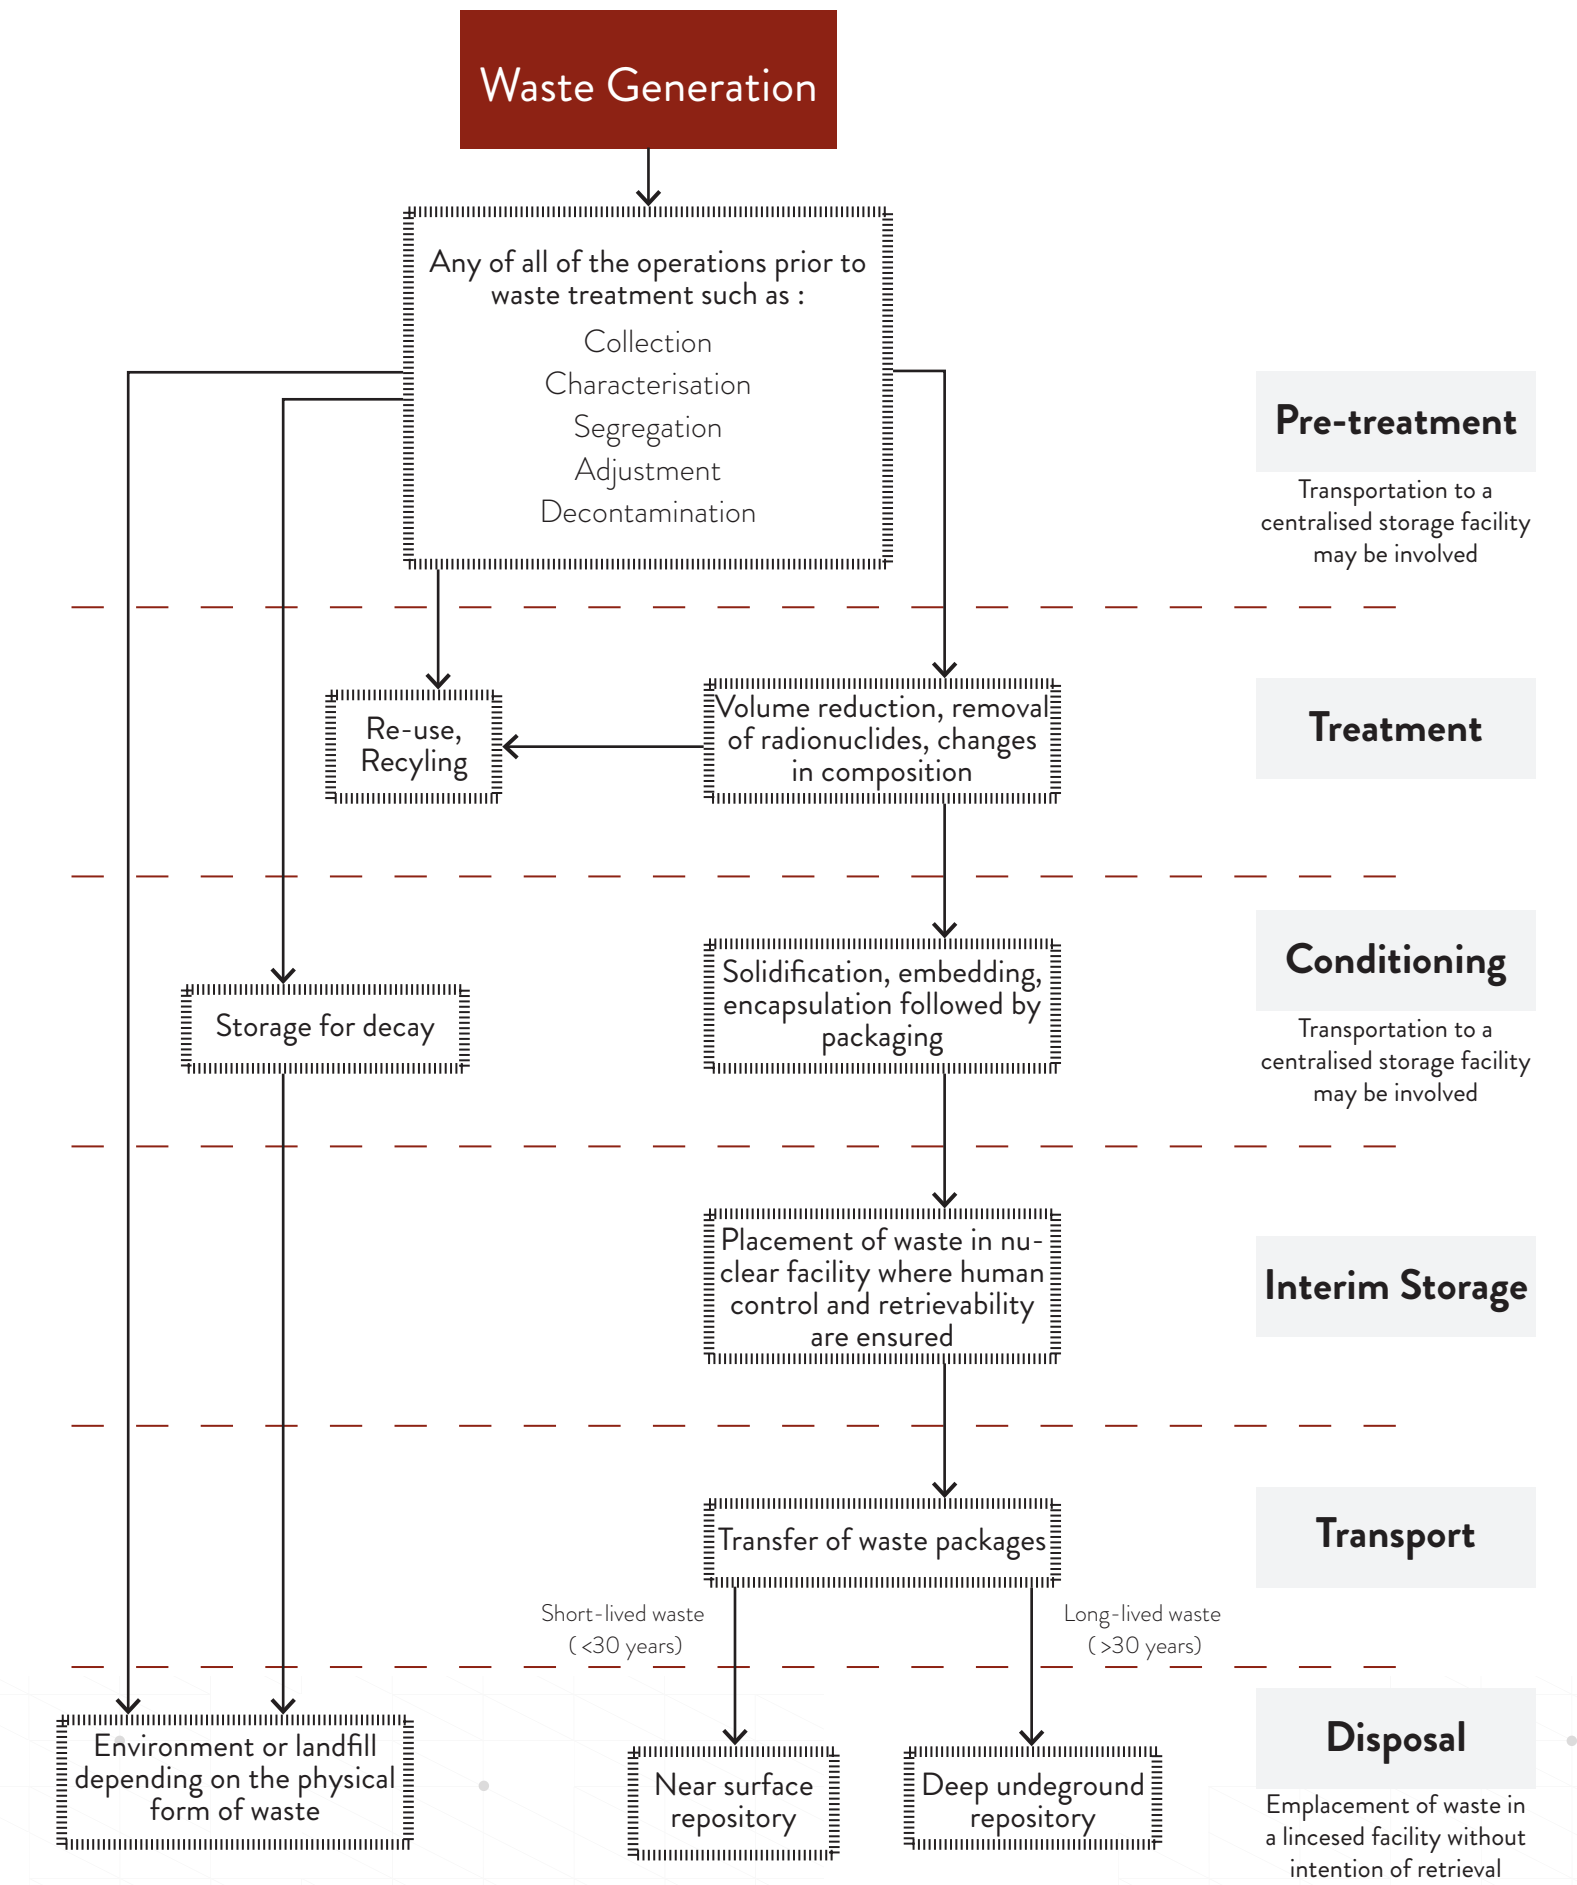 Waste Generation
Any of all of the operations prior to
waste treatment such as :
Collection
Characterisation
Segregation
Adjustment
Decontamination
Pre-treatment
Transportation to a
centralised storage facility
may be involved
Re-use,
Recyling
Volume reduction, removal
of radionuclides, changes
in composition
Treatment
Storage for decay
Solidification, embedding,
encapsulation followed by
packaging
Conditioning
Transportation to a
centralised storage facility
may be involved
Placement of waste in nu-
clear facility where human
control and retrievability
are ensured
Interim Storage
Transfer of waste packages
Transport
Short-lived waste
( <30 years)
Long-lived waste
( >30 years)
Environment or landfill
depending on the physical
form of waste
Near surface
repository
Deep undeground
repository
Disposal
Emplacement of waste in
a lincesed facility without
intention of retrieval